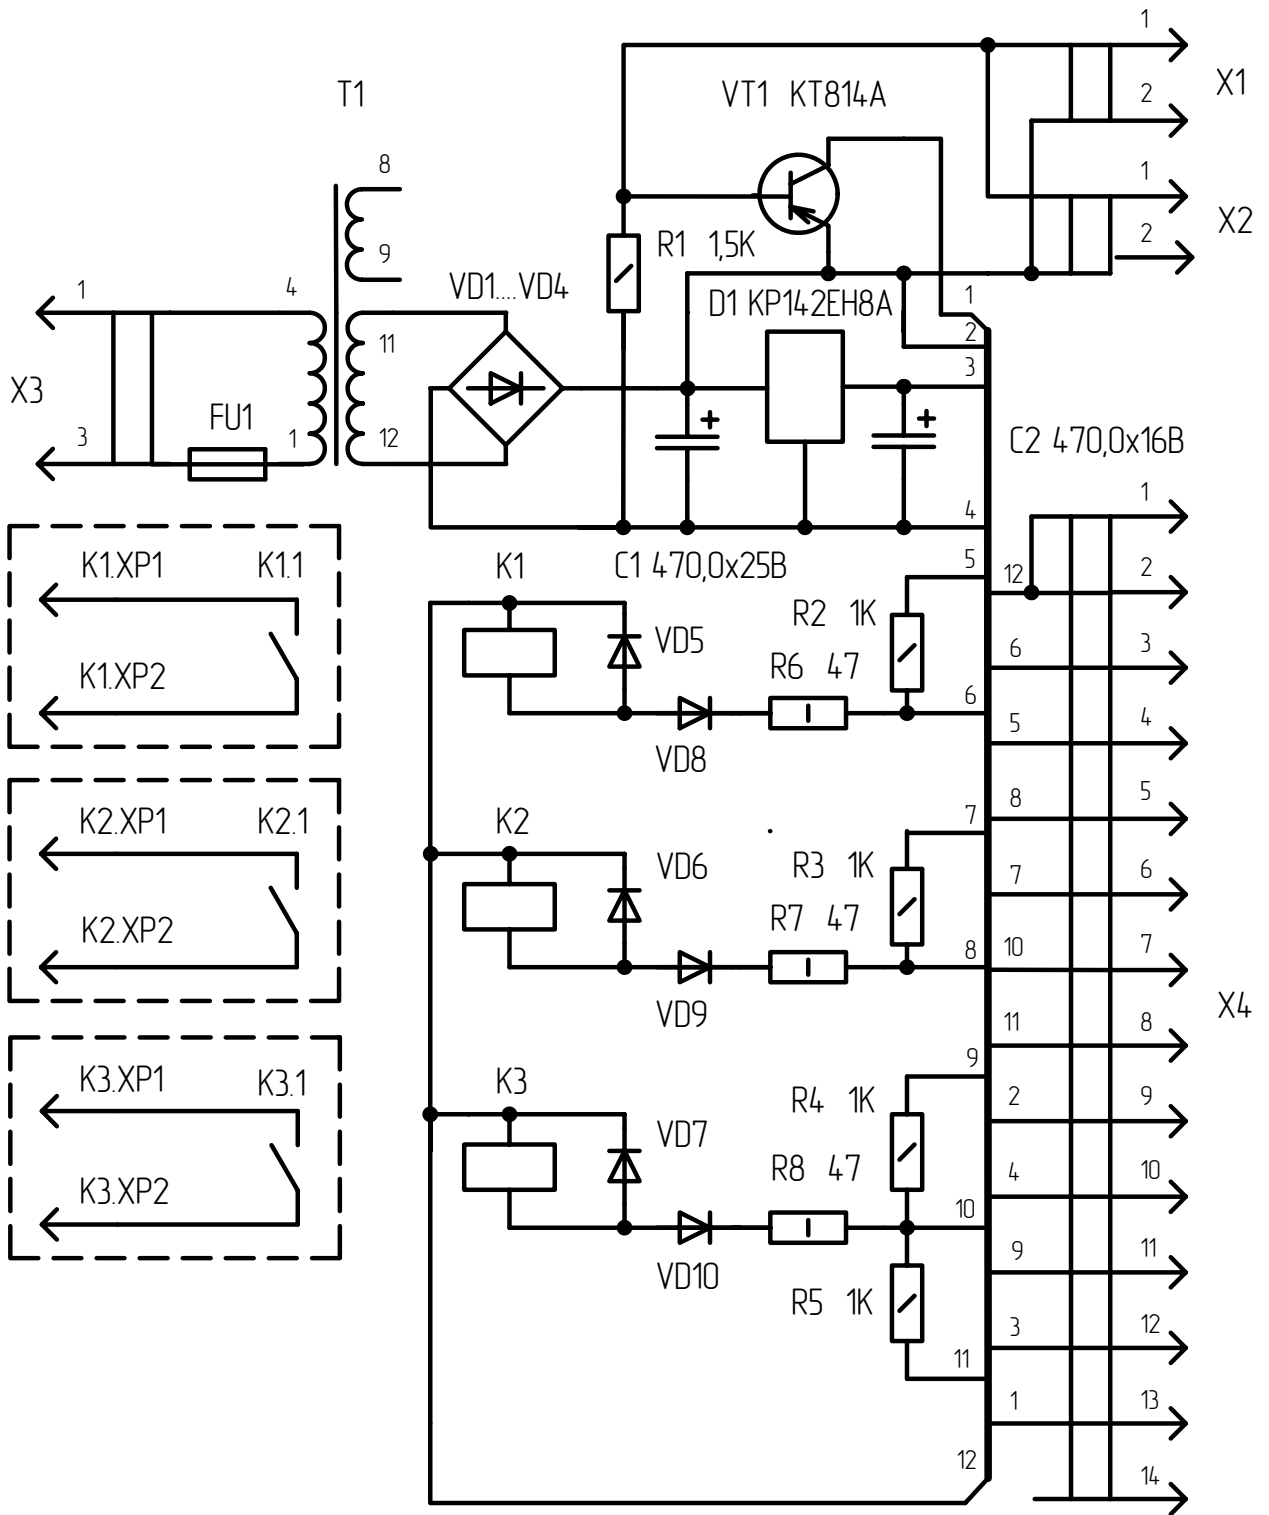 1
X1
T1
VT1 KT814A
2
8
1
X2
9
R1 1,5K
2
1
4
VD1....VD4
D1 KP142EH8A
1
11
2
3
X3
FU1
3
1
12
C2 470,0x16В
1
4
K1.XP1
K1.1
K1
C1 470,0x25В
5
12
2
R2 1K
K1.XP2
VD5
R6 47
6
3
6
5
4
VD8
K2.XP1
K2.1
K2
7
8
5
VD6
R3 1K
7
6
K2.XP2
R7 47
8
10
7
VD9
X4
11
8
K3.XP1
K3.1
K3
9
R4 1K
2
9
VD7
K3.XP2
R8 47
4
10
10
9
11
VD10
R5 1K
3
12
11
1
13
12
14